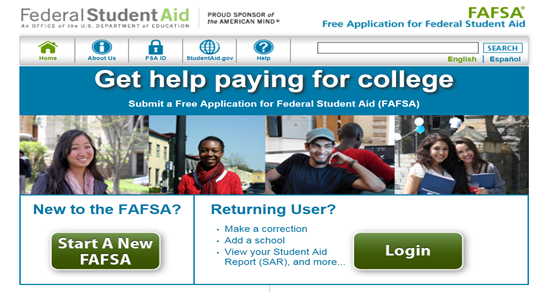 Federal Student Aid
An OFFICE of the U.S. DEPARTMENT of EDUCATION
PROUD SPONSOR of
the AMERICAN MIND®
FAFSA®
Free Application for Federal Student Aid
Home
About Us
FSA ID
StudentAid.gov
Help
SEARCH
English | Español
Get help paying for college
Submit a Free Application for Federal Student Aid (FAFSA)
New to the FAFSA?
Start A New
FAFSA
Returning User?
• Make a correction
• Add a school
• View your Student Aid
Report (SAR), and more...
Login